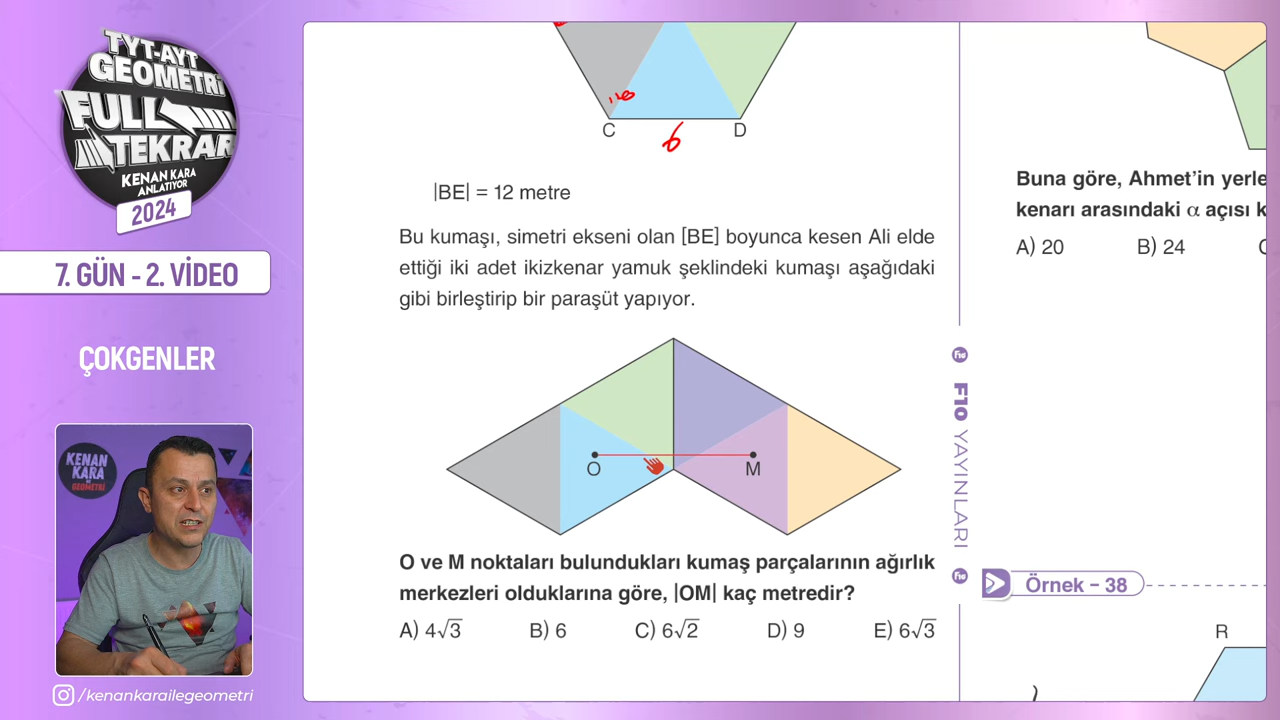 TYT-AYT
GEOMETRİ
FULL
TEKRAR
KENAN KARA
ANLATIYOR
2024
7. GÜN - 2. VİDEO
ÇOKGENLER
KENAN
KARA
GEOMETRİ
/kenankarailegeometri
C
D
6
|BE| = 12 metre
Bu kumaşı, simetri ekseni olan [BE] boyunca kesen Ali elde
ettiği iki adet ikizkenar yamuk şeklindeki kumaşı aşağıdaki
gibi birleştirip bir paraşüt yapıyor.
O
M
O ve M noktaları bulundukları kumaş parçalarının ağırlık
merkezleri olduklarına göre, |OM| kaç metredir?
A) 4√3 B) 6 C) 6√2 D) 9 E) 6√3
F10
F10 YAYINLARI
F10
Buna göre, Ahmet'in yerle
kenarı arasındaki α açısı k
A) 20 B) 24
Örnek – 38
R